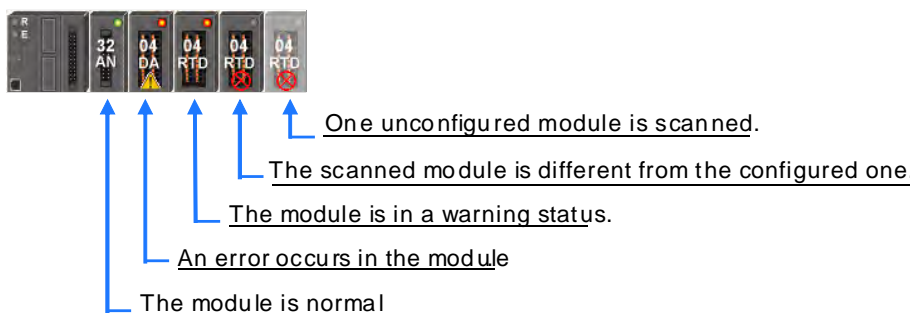 R
E
32 04 04 04 04
AN DA RTD RTD RTD
One unconfigured module is scanned.
The scanned module is different from the configured one
The module is in a warning status.
An error occurs in the module
The module is normal